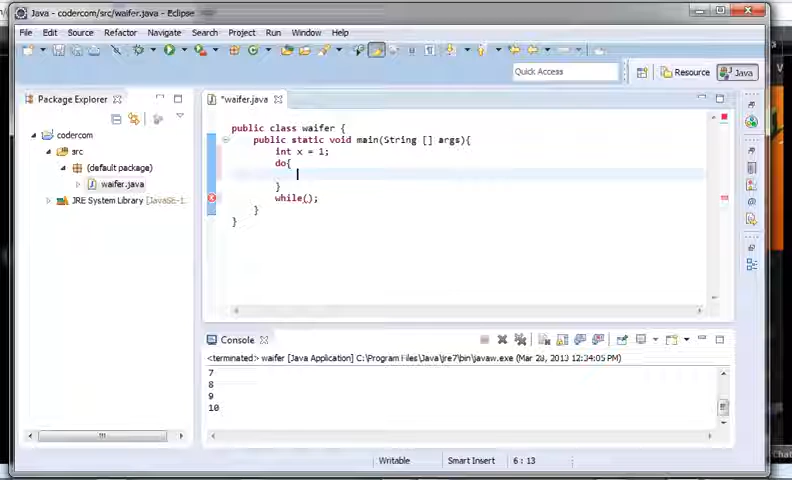 Java - codercom/src/waifer.java - Eclipse
File Edit Source Refactor Navigate Search Project Run Window Help
Quick Access Resource Java
Package Explorer *waifer.java
codercom
src
(default package)
waifer.java
JRE System Library [JavaSE-1.
public class waifer {
public static void main(String [] args){
int x = 1;
do{
}
while();
}
}
Console
<terminated> waifer [Java Application] C:\Program Files\Java\jre7\bin\javaw.exe (Mar 28, 2013 12:34:05 PM)
7
8
9
10
Writable Smart Insert 6 : 13